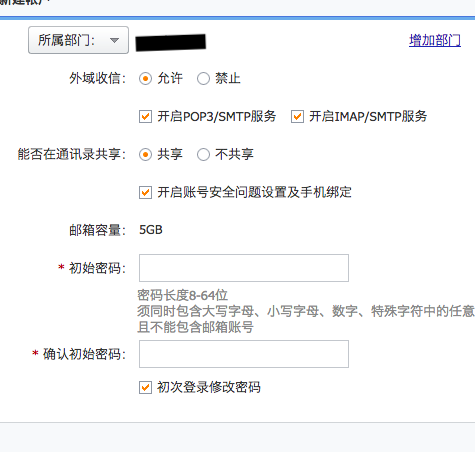 新建帐户
所属部门： 增加部门
外域收信： 允许 禁止
开启POP3/SMTP服务 开启IMAP/SMTP服务
能否在通讯录共享： 共享 不共享
开启账号安全问题设置及手机绑定
邮箱容量： 5GB
* 初始密码：
密码长度8-64位
须同时包含大写字母、小写字母、数字、特殊字符中的任意
且不能包含邮箱账号
* 确认初始密码：
初次登录修改密码